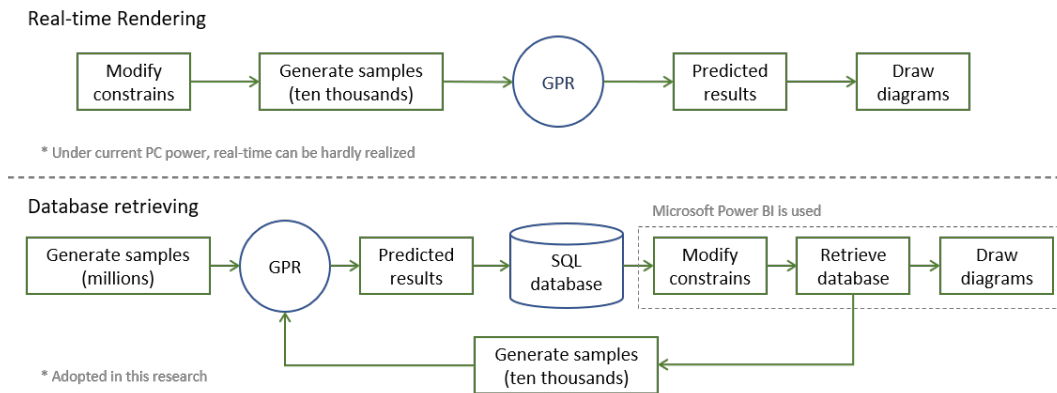 Real-time Rendering
Modify
constrains
Generate samples
(ten thousands)
GPR
Predicted
results
Draw
diagrams
* Under current PC power, real-time can be hardly realized
Database retrieving
Microsoft Power BI is used
Generate samples
(millions)
GPR
Predicted
results
SQL
database
Modify
constrains
Retrieve
database
Draw
diagrams
Generate samples
(ten thousands)
* Adopted in this research